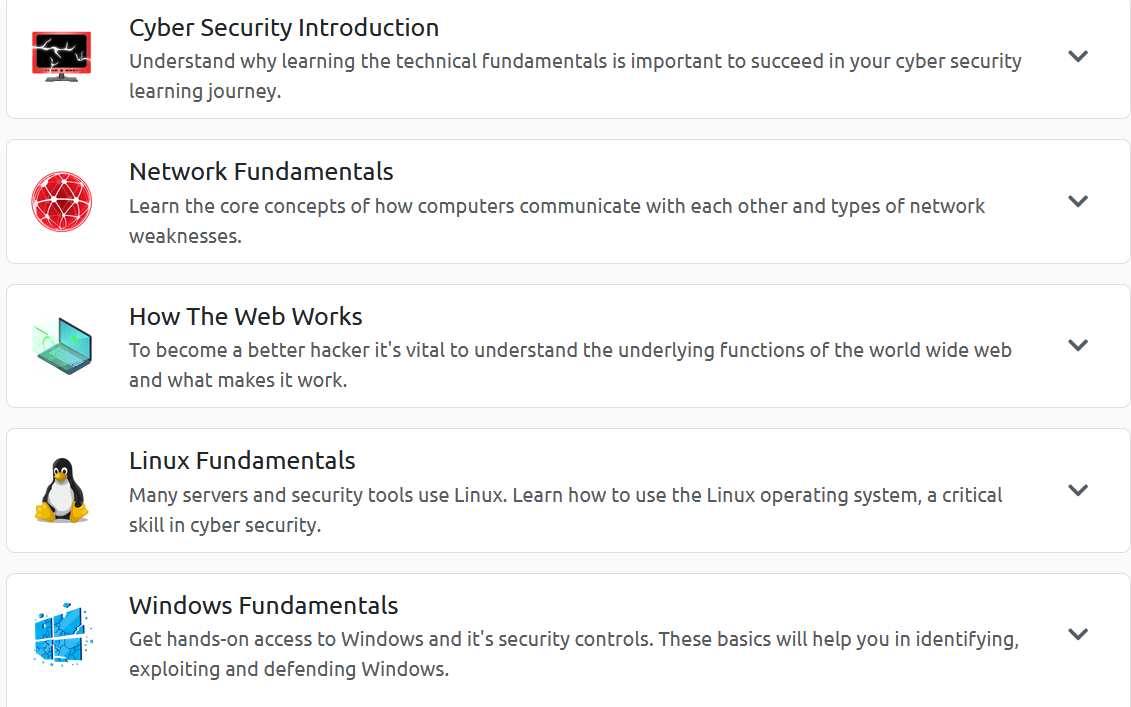 Cyber Security Introduction
Understand why learning the technical fundamentals is important to succeed in your cyber security
learning journey.
Network Fundamentals
Learn the core concepts of how computers communicate with each other and types of network
weaknesses.
How The Web Works
To become a better hacker it's vital to understand the underlying functions of the world wide web
and what makes it work.
Linux Fundamentals
Many servers and security tools use Linux. Learn how to use the Linux operating system, a critical
skill in cyber security.
Windows Fundamentals
Get hands-on access to Windows and it's security controls. These basics will help you in identifying,
exploiting and defending Windows.